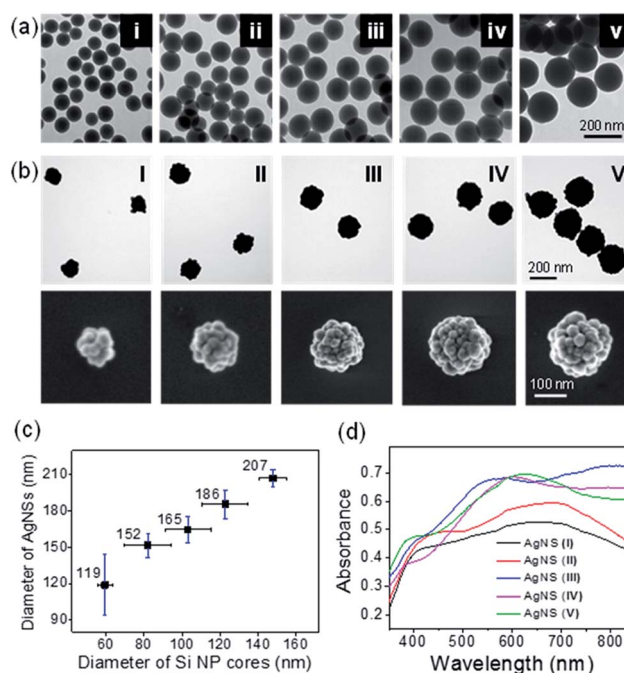 (a)
i
ii
iii
iv
v
200 nm
(b)
I
II
III
IV
V
200 nm
100 nm
(c)
Diameter of AgNSs (nm)
210
180
150
120
90
119
152
165
186
207
60
80
100
120
140
160
Diameter of Si NP cores (nm)
(d)
Absorbance
0.7
0.6
0.5
0.4
0.3
0.2
AgNS (I)
AgNS (II)
AgNS (III)
AgNS (IV)
AgNS (V)
400
500
600
700
800
Wavelength (nm)